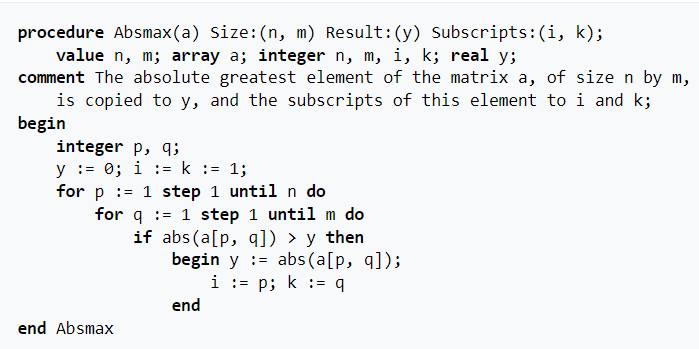 procedure Absmax(a) Size:(n, m) Result:(y) Subscripts:(i, k);
    value n, m; array a; integer n, m, i, k; real y;
comment The absolute greatest element of the matrix a, of size n by m,
    is copied to y, and the subscripts of this element to i and k;
begin
    integer p, q;
    y := 0; i := k := 1;
    for p := 1 step 1 until n do
        for q := 1 step 1 until m do
            if abs(a[p, q]) > y then
                begin y := abs(a[p, q]);
                    i := p; k := q
                end
end Absmax